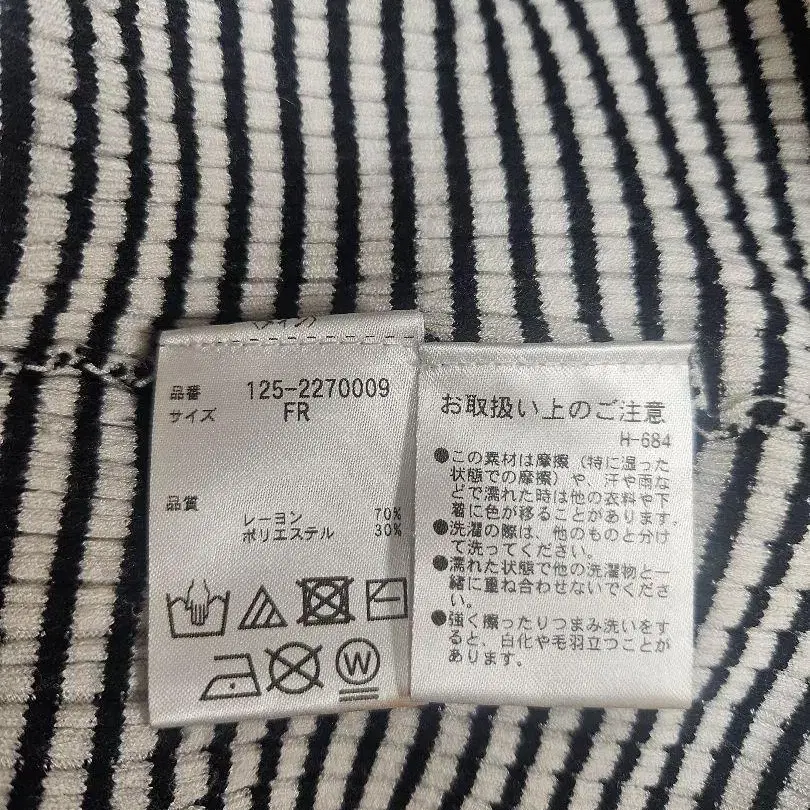 品番 125-2270009
サイズ FR
品質
レーヨン 70%
ポリエステル 30%
W
お取扱い上のご注意
H-684
●この素材は摩擦（特に湿った
状態での摩擦）や、汗や雨な
どで濡れた時は他の衣料や下
着に色が移ることがあります。
●洗濯の際は、他のものと分け
て洗ってください。
●濡れた状態で他の洗濯物と一
緒に重ね合わせないでくださ
い。
●強く擦ったりつまみ洗いをす
ると、白化や毛羽立つことが
あります。